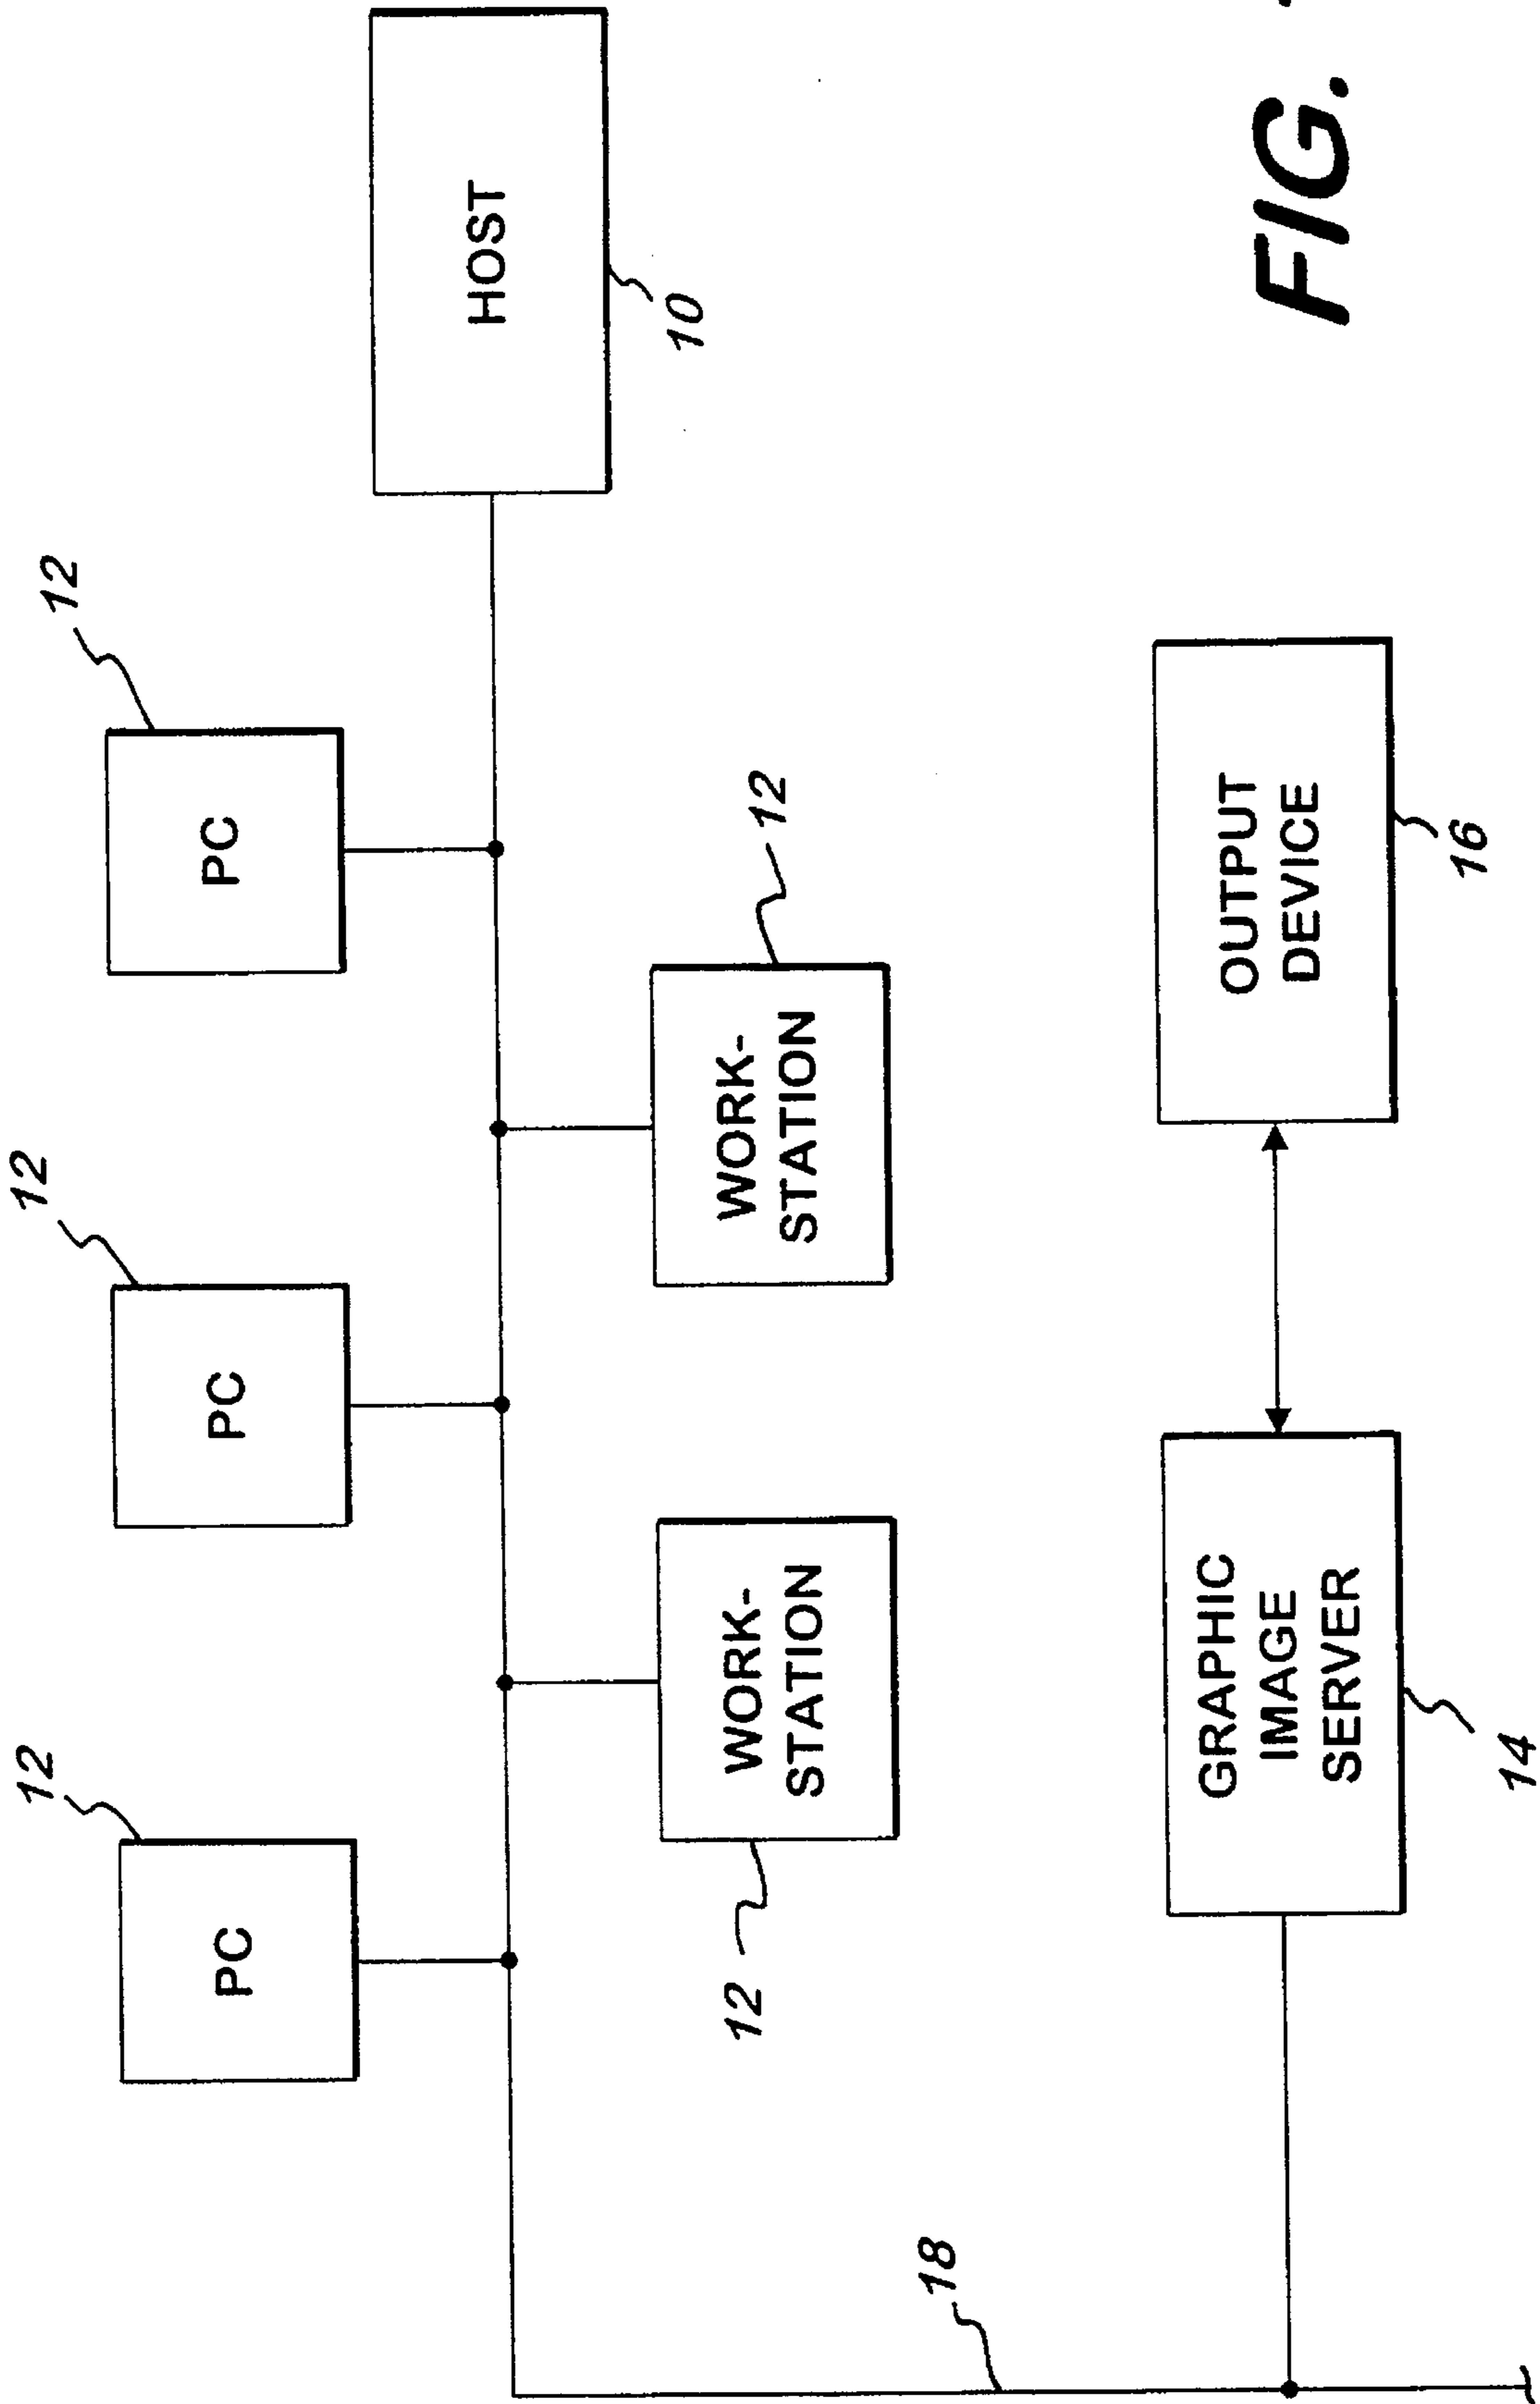 12
12
12
PC
PC
PC
HOST
10
WORK-
STATION
WORK-
STATION
12
12
18
GRAPHIC
IMAGE
SERVER
OUTPUT
DEVICE
14
16
FIG.